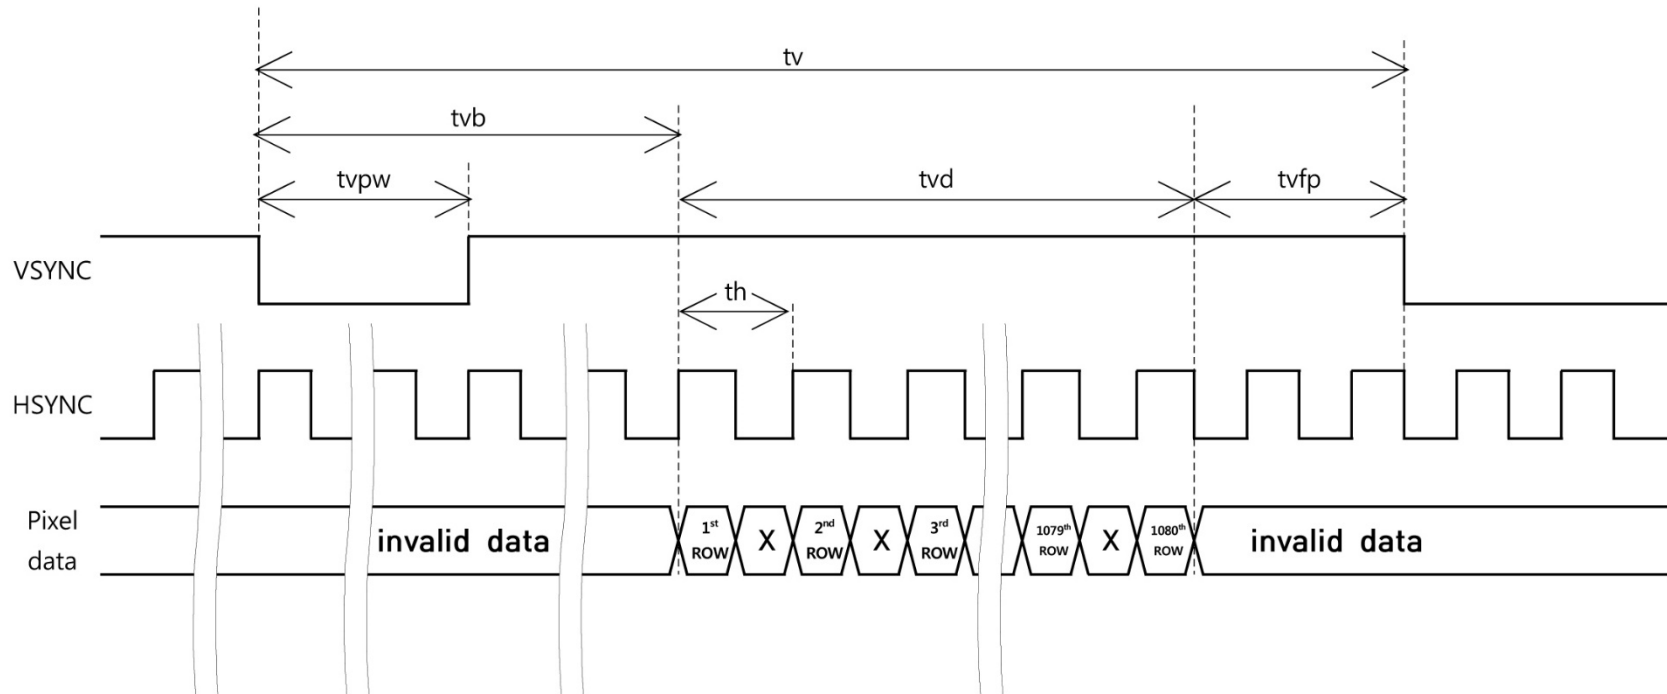 tv
tvb
tvpw
tvd
tvfp
VSYNC
th
HSYNC
Pixel
data
invalid data
1st
ROW
X
2nd
ROW
X
3rd
ROW
1079th
ROW
X
1080th
ROW
invalid data